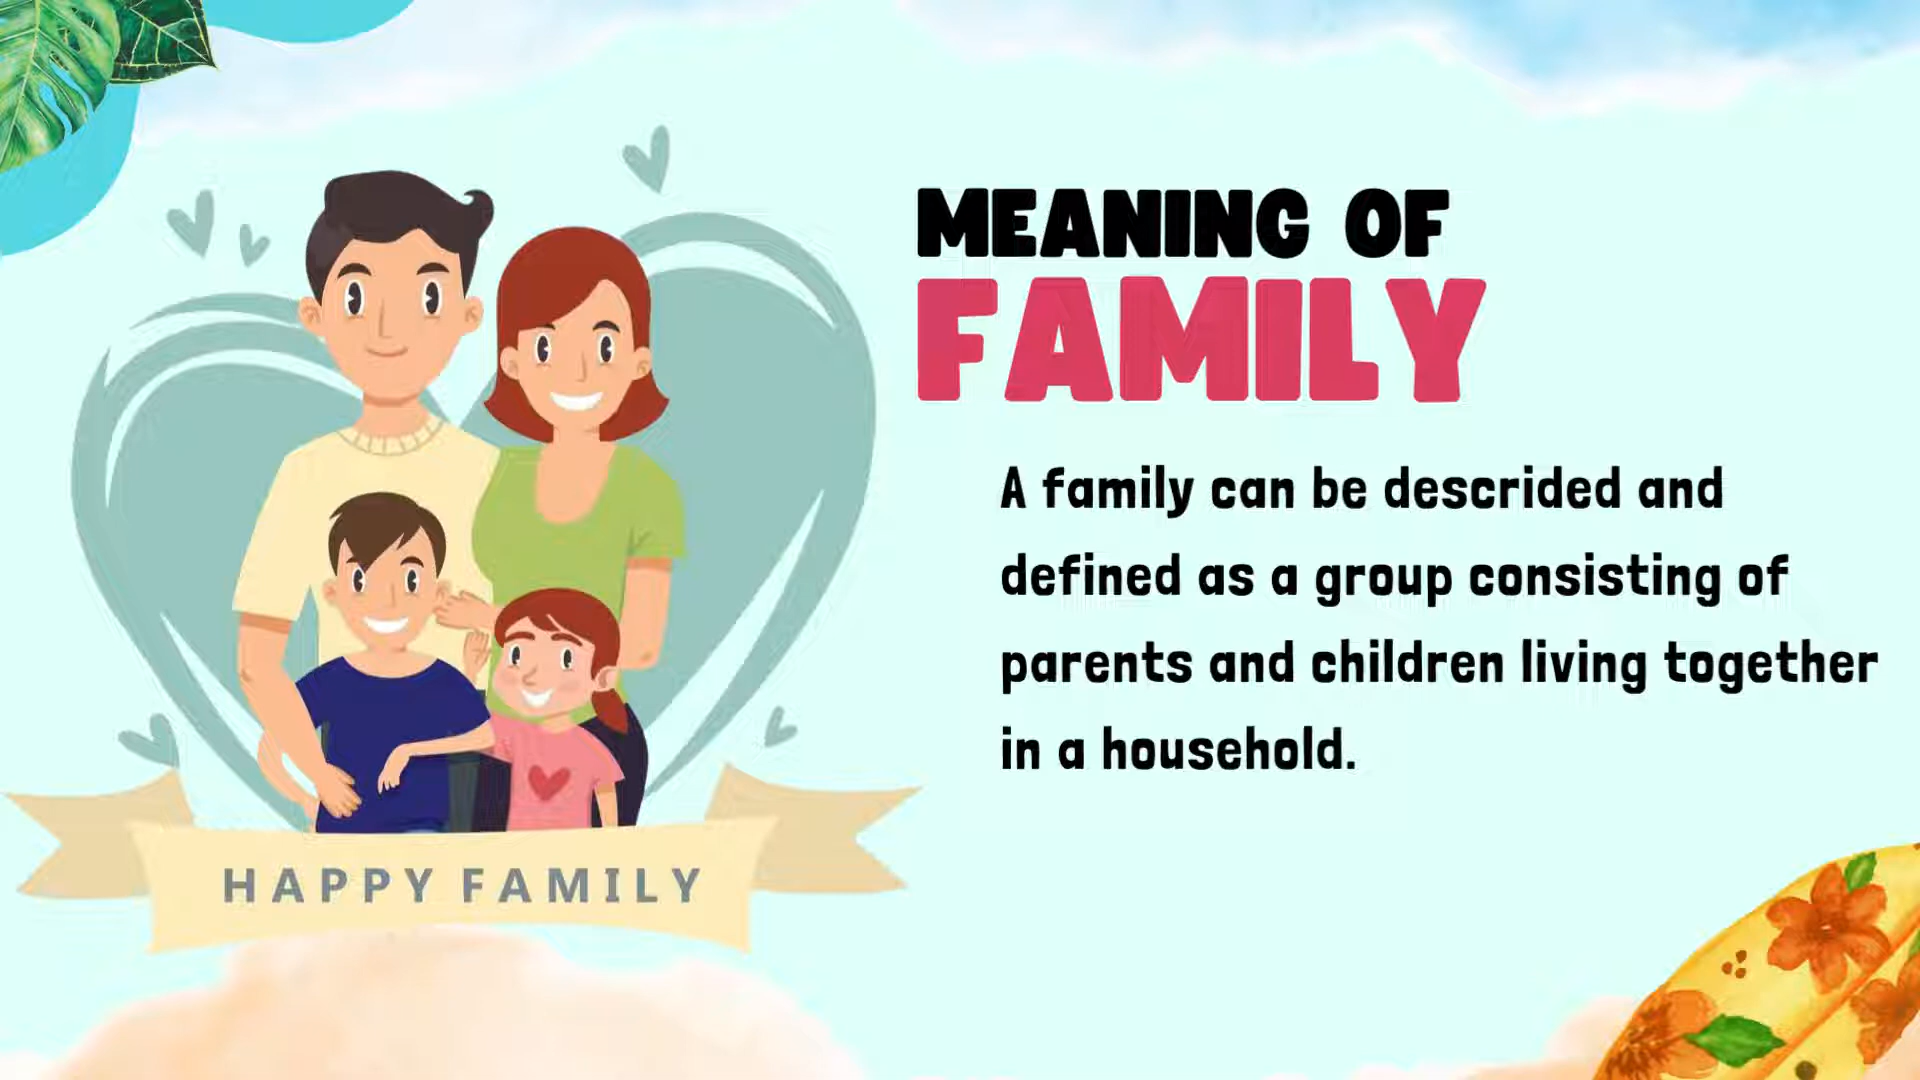 MEANING OF
FAMILY
A family can be descrided and
defined as a group consisting of
parents and children living together
in a household.
HAPPY FAMILY